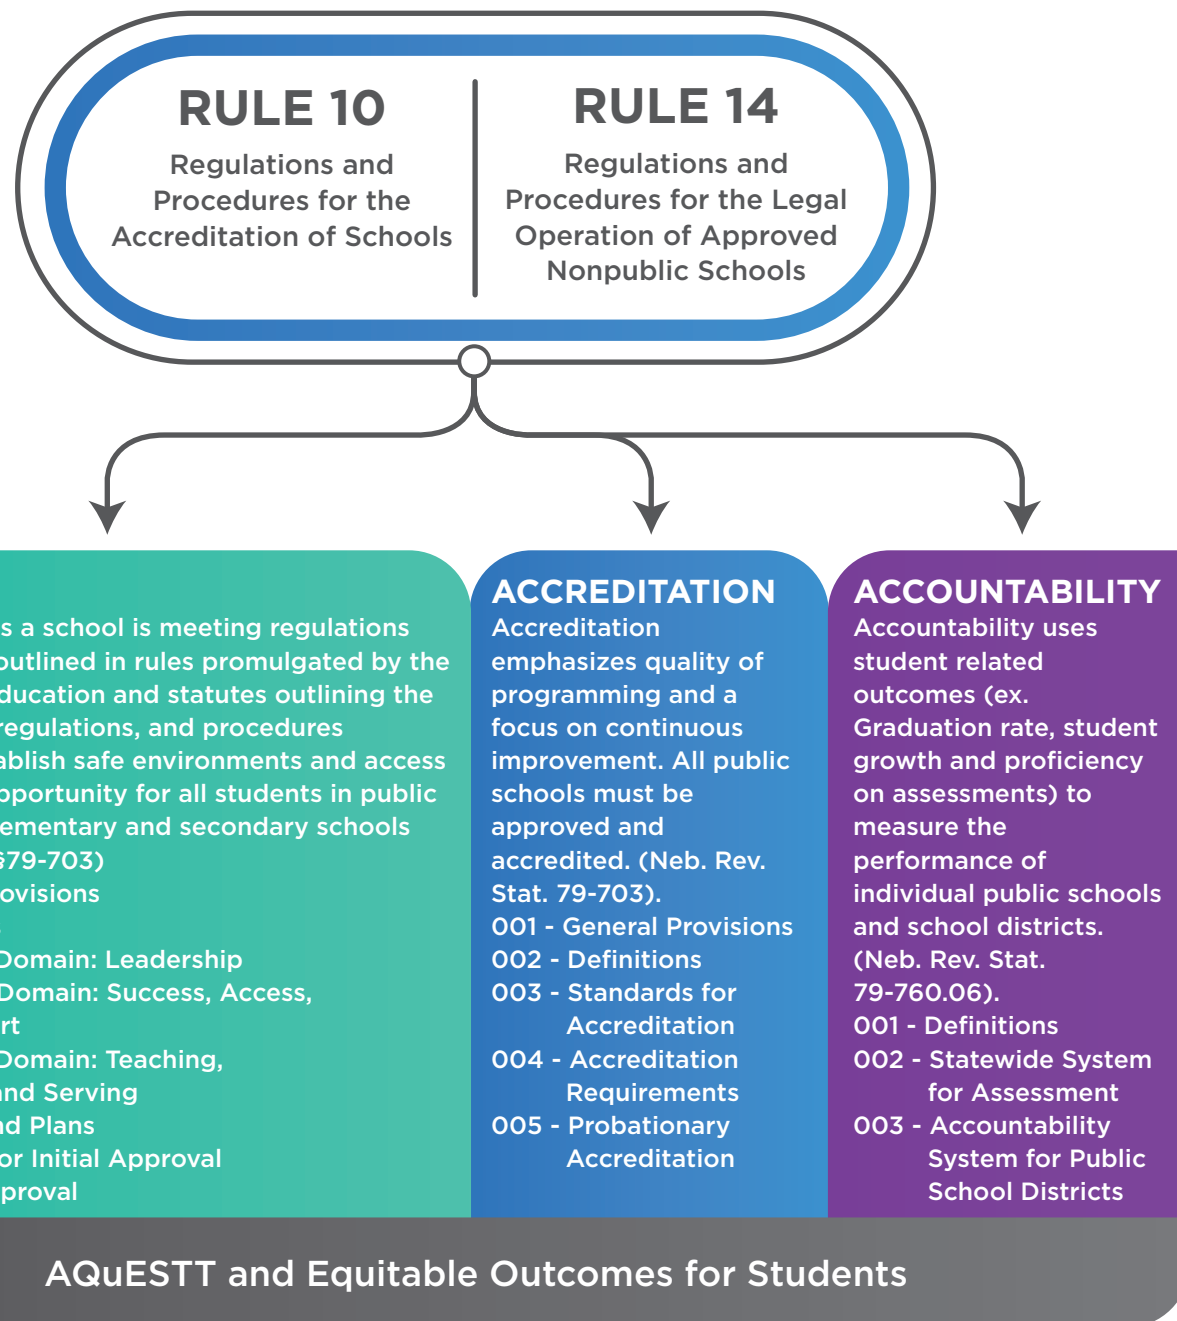 RULE 10
Regulations and
Procedures for the
Accreditation of Schools
RULE 14
Regulations and
Procedures for the Legal
Operation of Approved
Nonpublic Schools
s a school is meeting regulations
outlined in rules promulgated by the
ducation and statutes outlining the
regulations, and procedures
ablish safe environments and access
pportunity for all students in public
ementary and secondary schools
§79-703)
ovisions
Domain: Leadership
Domain: Success, Access,
rt
Domain: Teaching,
and Serving
nd Plans
or Initial Approval
proval
ACCREDITATION
Accreditation
emphasizes quality of
programming and a
focus on continuous
improvement. All public
schools must be
approved and
accredited. (Neb. Rev.
Stat. 79-703).
001 - General Provisions
002 - Definitions
003 - Standards for
Accreditation
004 - Accreditation
Requirements
005 - Probationary
Accreditation
ACCOUNTABILITY
Accountability uses
student related
outcomes (ex.
Graduation rate, student
growth and proficiency
on assessments) to
measure the
performance of
individual public schools
and school districts.
(Neb. Rev. Stat.
79-760.06).
001 - Definitions
002 - Statewide System
for Assessment
003 - Accountability
System for Public
School Districts
AQuESTT and Equitable Outcomes for Students